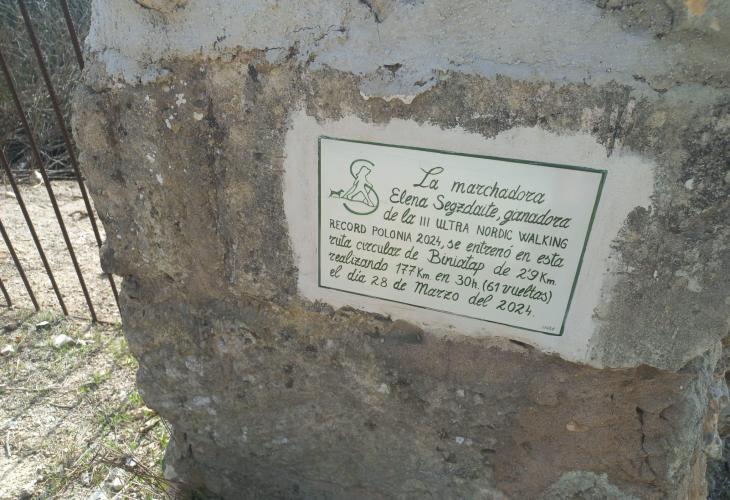 La marchadora
Elena Segzdaite, ganadora
de la III ULTRA NORDIC WALKING
RECORD POLONIA 2024, se entrenó en esta
ruta circular de Biniatap de 2'9 Km.
realizando 177 Km en 30h. (61 vueltas)
el día 28 de Marzo del 2024.